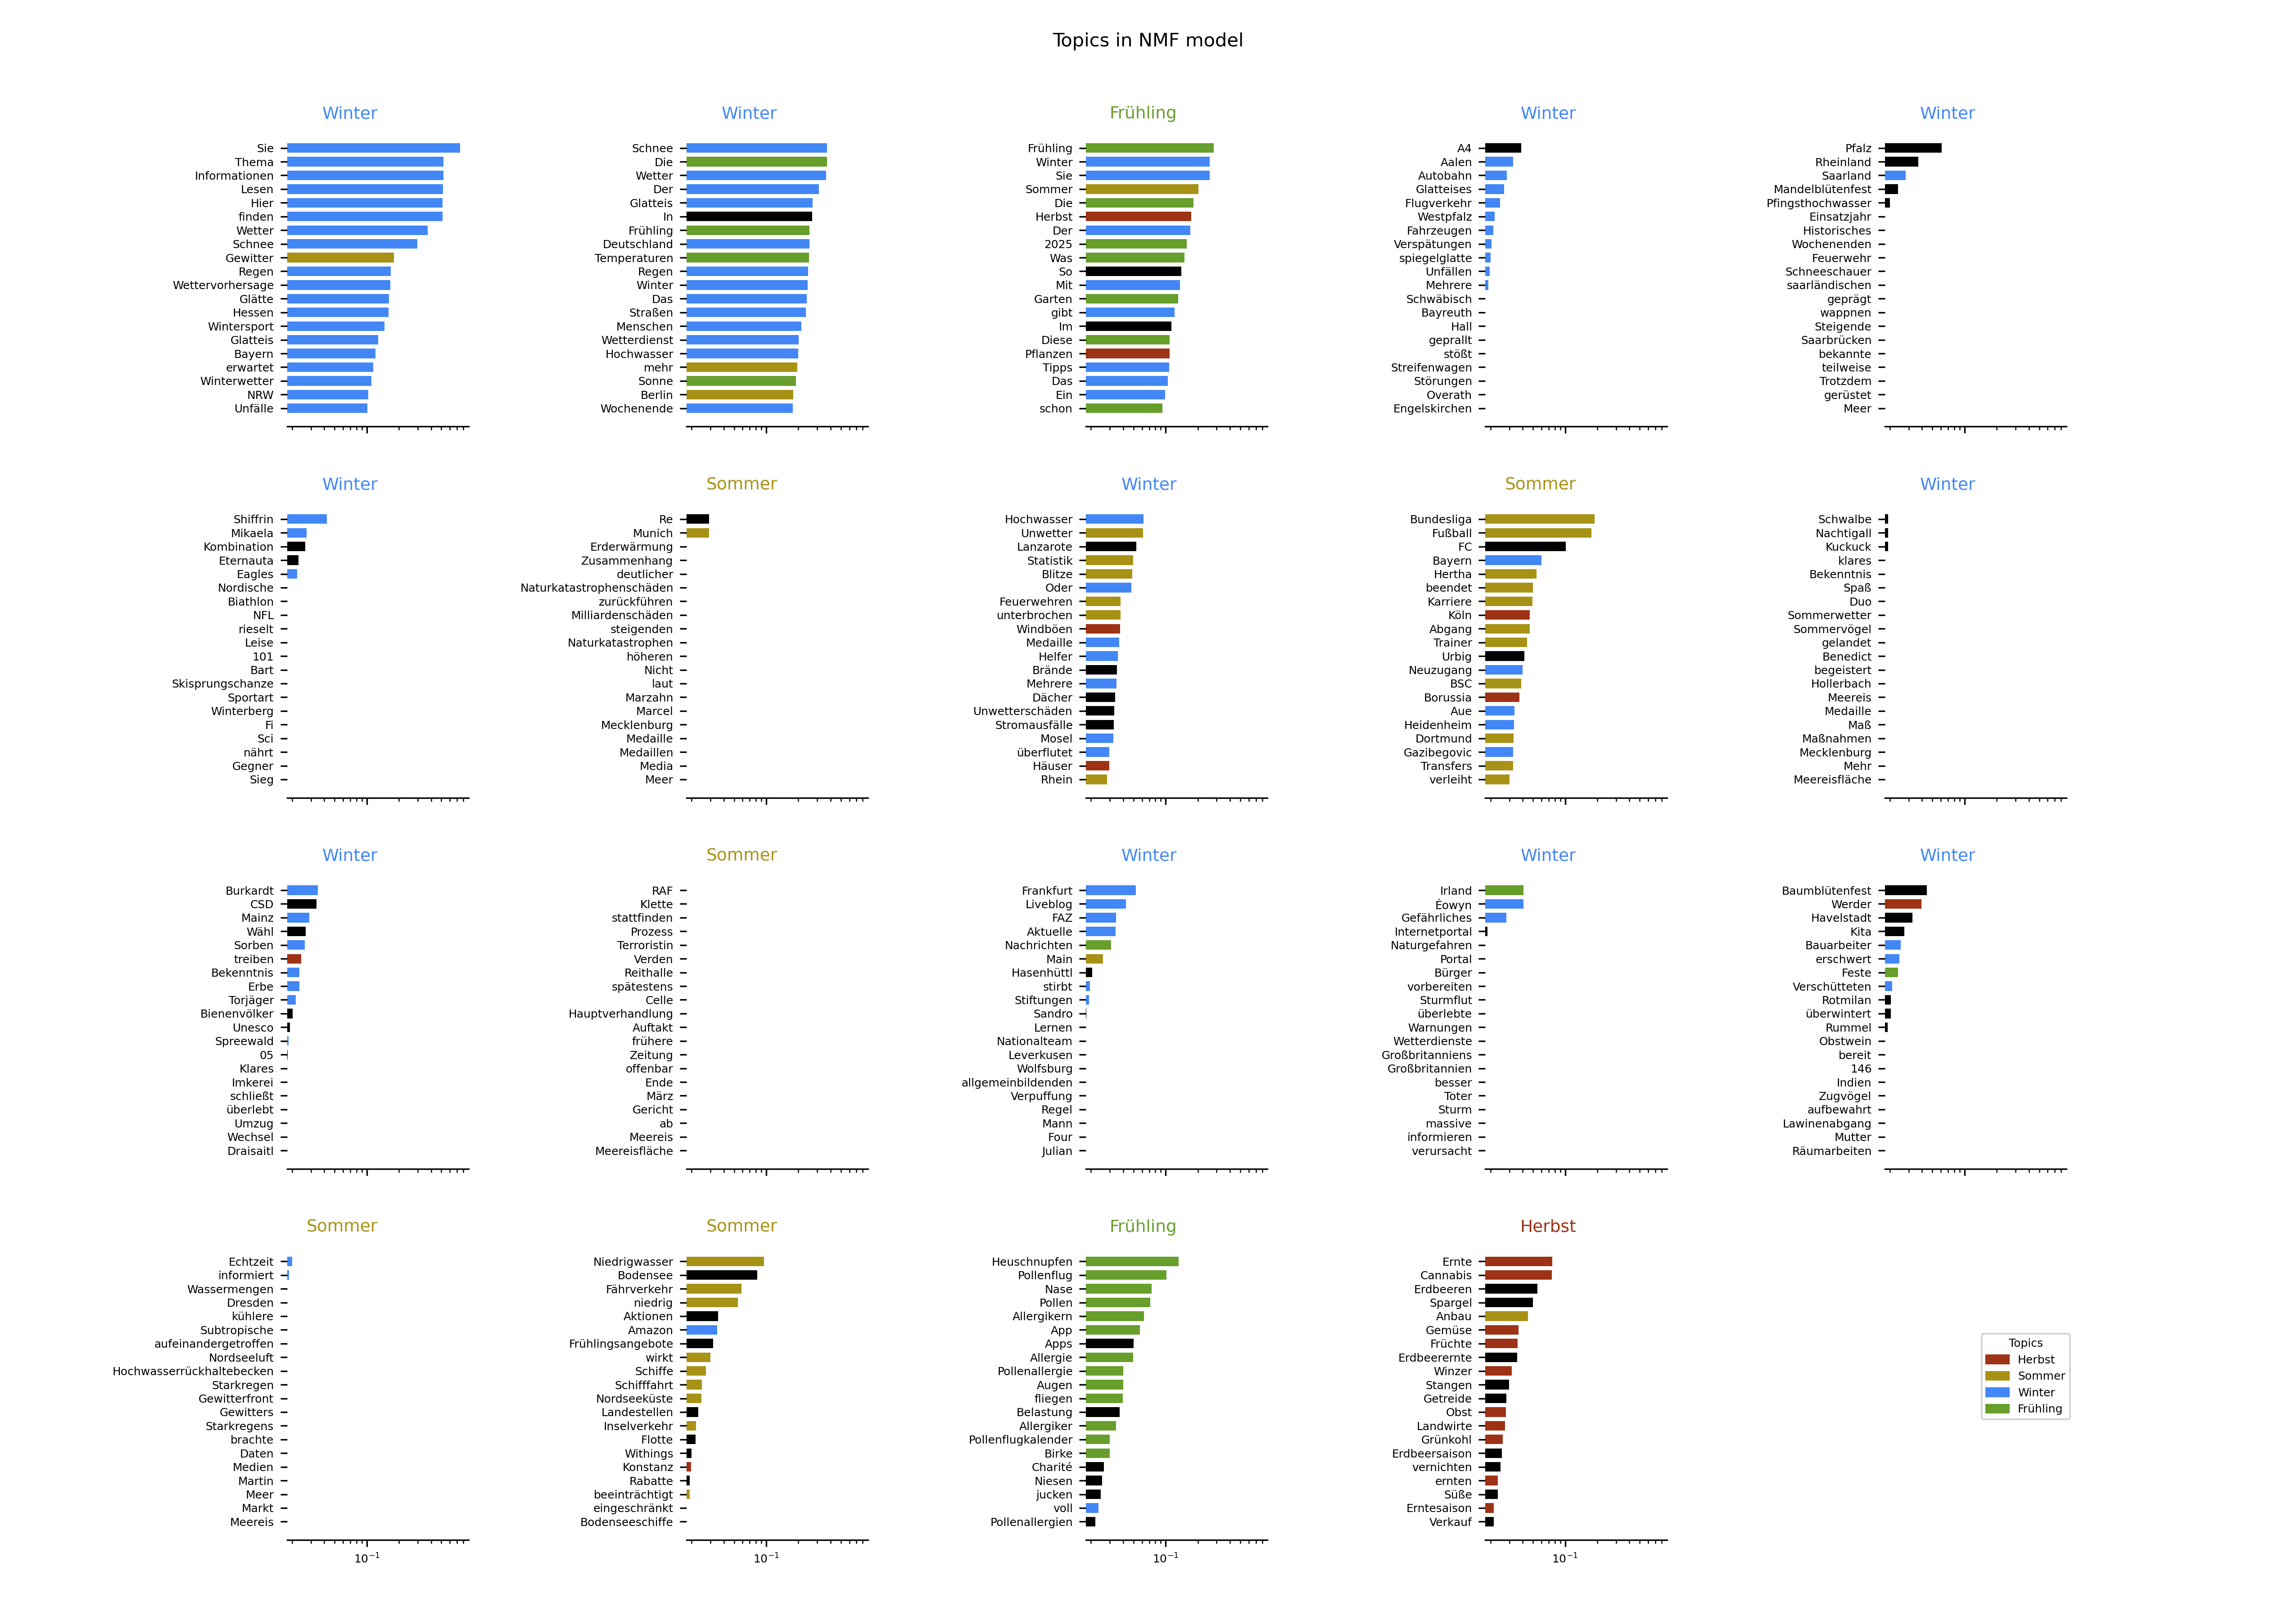 Topics in NMF model
Winter
Sie
Thema
Informationen
Lesen
Hier
finden
Wetter
Schnee
Gewitter
Regen
Wettervorhersage
Glätte
Hessen
Wintersport
Glatteis
Bayern
erwartet
Winterwetter
NRW
Unfälle
Winter
Schnee
Die
Wetter
Der
Glatteis
In
Frühling
Deutschland
Temperaturen
Regen
Winter
Das
Straßen
Menschen
Wetterdienst
Hochwasser
mehr
Sonne
Berlin
Wochenende
Frühling
Frühling
Winter
Sie
Sommer
Die
Herbst
Der
2025
Was
So
Mit
Garten
gibt
Im
Diese
Pflanzen
Tipps
Das
Ein
schon
Winter
A4
Aalen
Autobahn
Glatteises
Flugverkehr
Westpfalz
Fahrzeugen
Verspätungen
spiegelglatte
Unfällen
Mehrere
Schwäbisch
Bayreuth
Hall
geprallt
stößt
Streifenwagen
Störungen
Overath
Engelskirchen
Winter
Pfalz
Rheinland
Saarland
Mandelblütenfest
Pfingsthochwasser
Einsatzjahr
Historisches
Wochenenden
Feuerwehr
Schneeschauer
saarländischen
geprägt
wappnen
Steigende
Saarbrücken
bekannte
teilweise
Trotzdem
gerüstet
Meer
Winter
Shiffrin
Mikaela
Kombination
Eternauta
Eagles
Nordische
Biathlon
NFL
rieselt
Leise
101
Bart
Skisprungschanze
Sportart
Winterberg
Fi
Sci
nährt
Gegner
Sieg
Sommer
Re
Munich
Erderwärmung
Zusammenhang
deutlicher
Naturkatastrophenschäden
zurückführen
Milliardenschäden
steigenden
Naturkatastrophen
höheren
Nicht
laut
Marzahn
Marcel
Mecklenburg
Medaille
Medaillen
Media
Meer
Winter
Hochwasser
Unwetter
Lanzarote
Statistik
Blitze
Oder
Feuerwehren
unterbrochen
Windböen
Medaille
Helfer
Brände
Mehrere
Dächer
Unwetterschäden
Stromausfälle
Mosel
überflutet
Häuser
Rhein
Sommer
Bundesliga
Fußball
FC
Bayern
Hertha
beendet
Karriere
Köln
Abgang
Trainer
Urbig
Neuzugang
BSC
Borussia
Aue
Heidenheim
Dortmund
Gazibegovic
Transfers
verleiht
Winter
Schwalbe
Nachtigall
Kuckuck
klares
Bekenntnis
Spaß
Duo
Sommerwetter
Sommervögel
gelandet
Benedict
begeistert
Hollerbach
Meereis
Medaille
Maß
Maßnahmen
Mecklenburg
Mehr
Meereisfläche
Winter
Burkardt
CSD
Mainz
Wähl
Sorben
treiben
Bekenntnis
Erbe
Torjäger
Bienenvölker
Unesco
Spreewald
05
Klares
Imkerei
schließt
überlebt
Umzug
Wechsel
Draisaitl
Sommer
RAF
Klette
stattfinden
Prozess
Terroristin
Verden
Reithalle
spätestens
Celle
Hauptverhandlung
Auftakt
frühere
Zeitung
offenbar
Ende
März
Gericht
ab
Meereis
Meereisfläche
Winter
Frankfurt
Liveblog
FAZ
Aktuelle
Nachrichten
Main
Hasenhüttl
stirbt
Stiftungen
Sandro
Lernen
Nationalteam
Leverkusen
Wolfsburg
allgemeinbildenden
Verpuffung
Regel
Mann
Four
Julian
Winter
Irland
Éowyn
Gefährliches
Internetportal
Naturgefahren
Portal
Bürger
vorbereiten
Sturmflut
überlebte
Warnungen
Wetterdienste
Großbritanniens
Großbritannien
besser
Toter
Sturm
massive
informieren
verursacht
Winter
Baumblütenfest
Werder
Havelstadt
Kita
Bauarbeiter
erschwert
Feste
Verschütteten
Rotmilan
überwintert
Rummel
Obstwein
bereit
146
Indien
Zugvögel
aufbewahrt
Lawinenabgang
Mutter
Räumarbeiten
Sommer
Echtzeit
informiert
Wassermengen
Dresden
kühlere
Subtropische
aufeinandergetroffen
Nordseeluft
Hochwasserrückhaltebecken
Starkregen
Gewitterfront
Gewitters
Starkregens
brachte
Daten
Medien
Martin
Meer
Markt
Meereis
10⁻¹
Sommer
Niedrigwasser
Bodensee
Fährverkehr
niedrig
Aktionen
Amazon
Frühlingsangebote
wirkt
Schiffe
Schifffahrt
Nordseeküste
Landestellen
Inselverkehr
Flotte
Withings
Konstanz
Rabatte
beeinträchtigt
eingeschränkt
Bodenseeschiffe
10⁻¹
Frühling
Heuschnupfen
Pollenflug
Nase
Pollen
Allergikern
App
Apps
Allergie
Pollenallergie
Augen
fliegen
Belastung
Allergiker
Pollenflugkalender
Birke
Charité
Niesen
jucken
voll
Pollenallergien
10⁻¹
Herbst
Ernte
Cannabis
Erdbeeren
Spargel
Anbau
Gemüse
Früchte
Erdbeerernte
Winzer
Stangen
Getreide
Obst
Landwirte
Grünkohl
Erdbeersaison
vernichten
ernten
Süße
Erntesaison
Verkauf
10⁻¹
Topics
Herbst
Sommer
Winter
Frühling